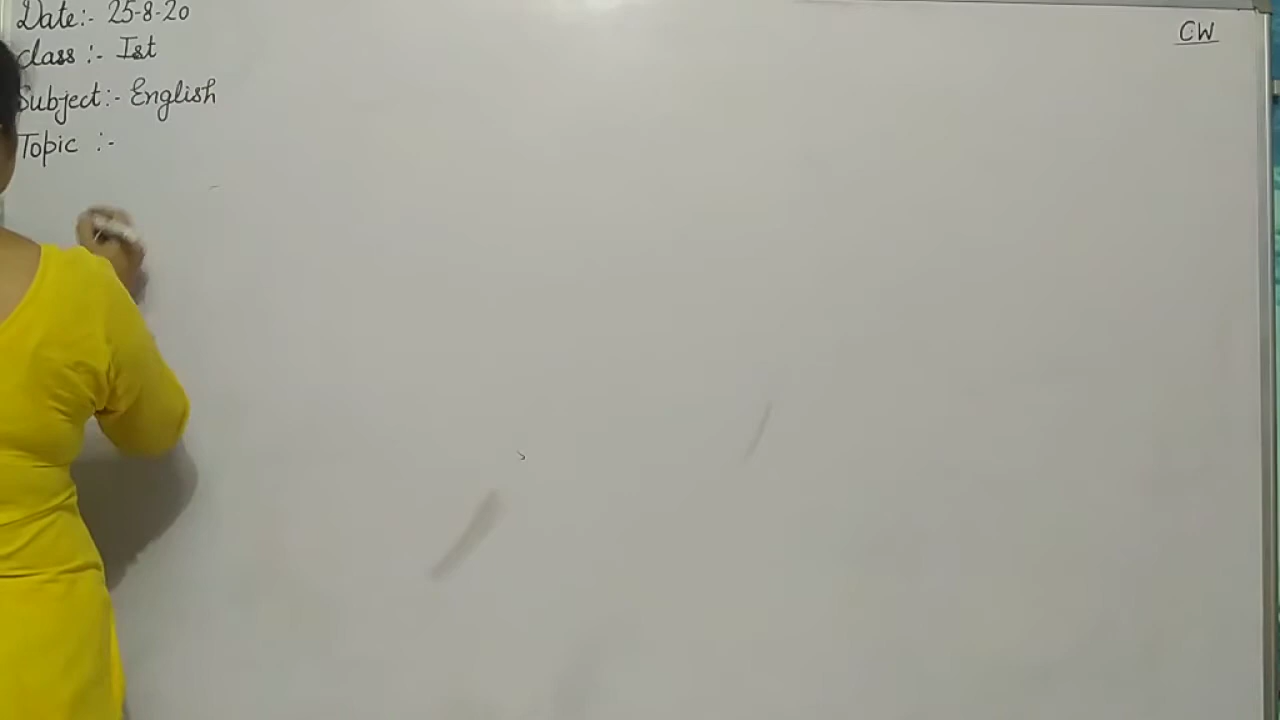 Date:- 25-8-20
CW
Class :- Ist
Subject:- English
Topic :-